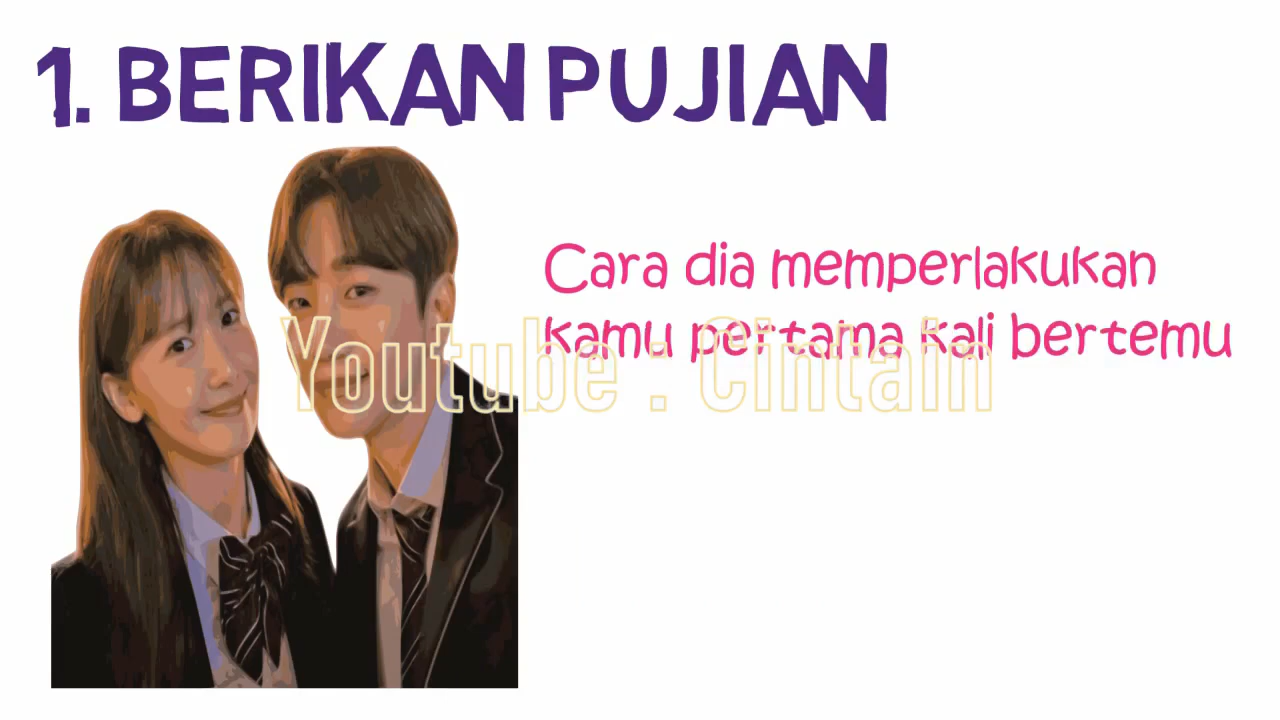 1. BERIKAN PUJIAN
Cara dia memperlakukan
kamu pertama kali bertemu
Youtube : Cintain